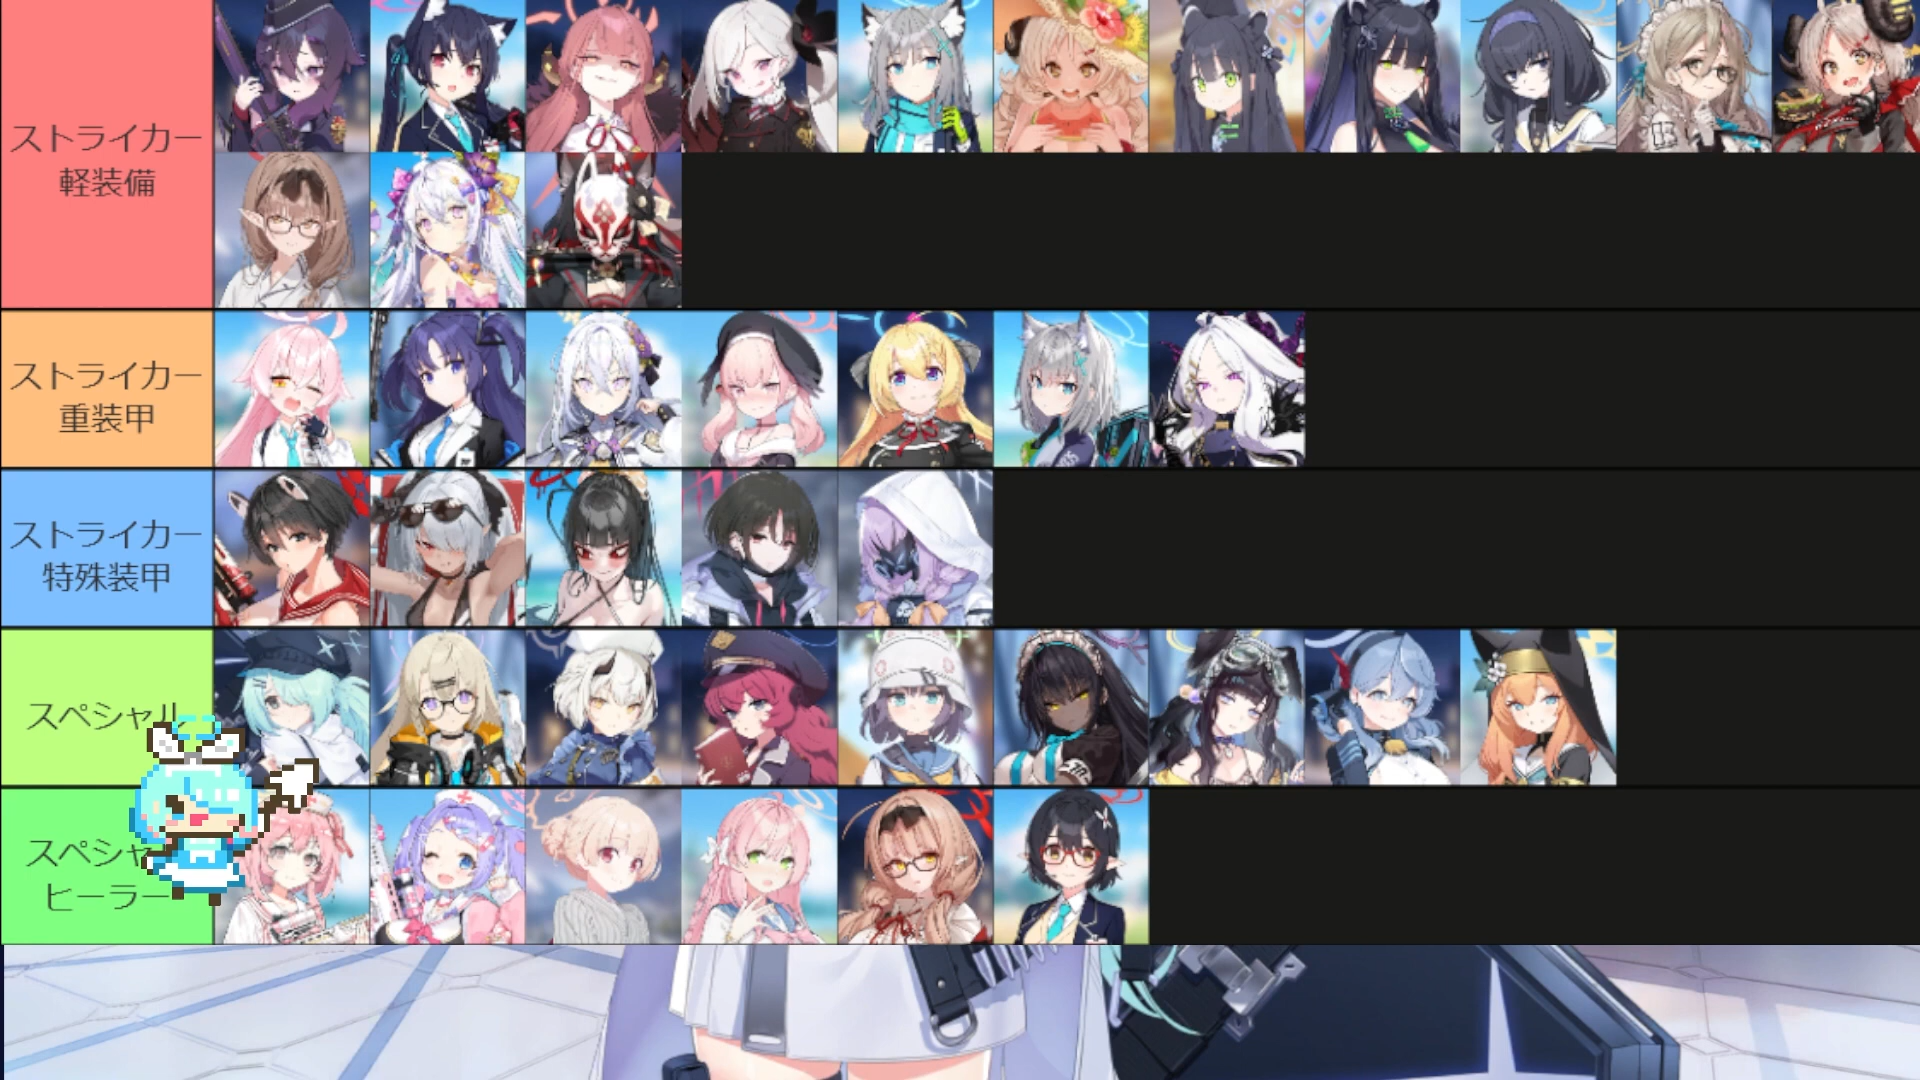 ストライカー
軽装備
ストライカー
重装甲
ストライカー
特殊装甲
スペシャル
スペシャ
ヒーラー